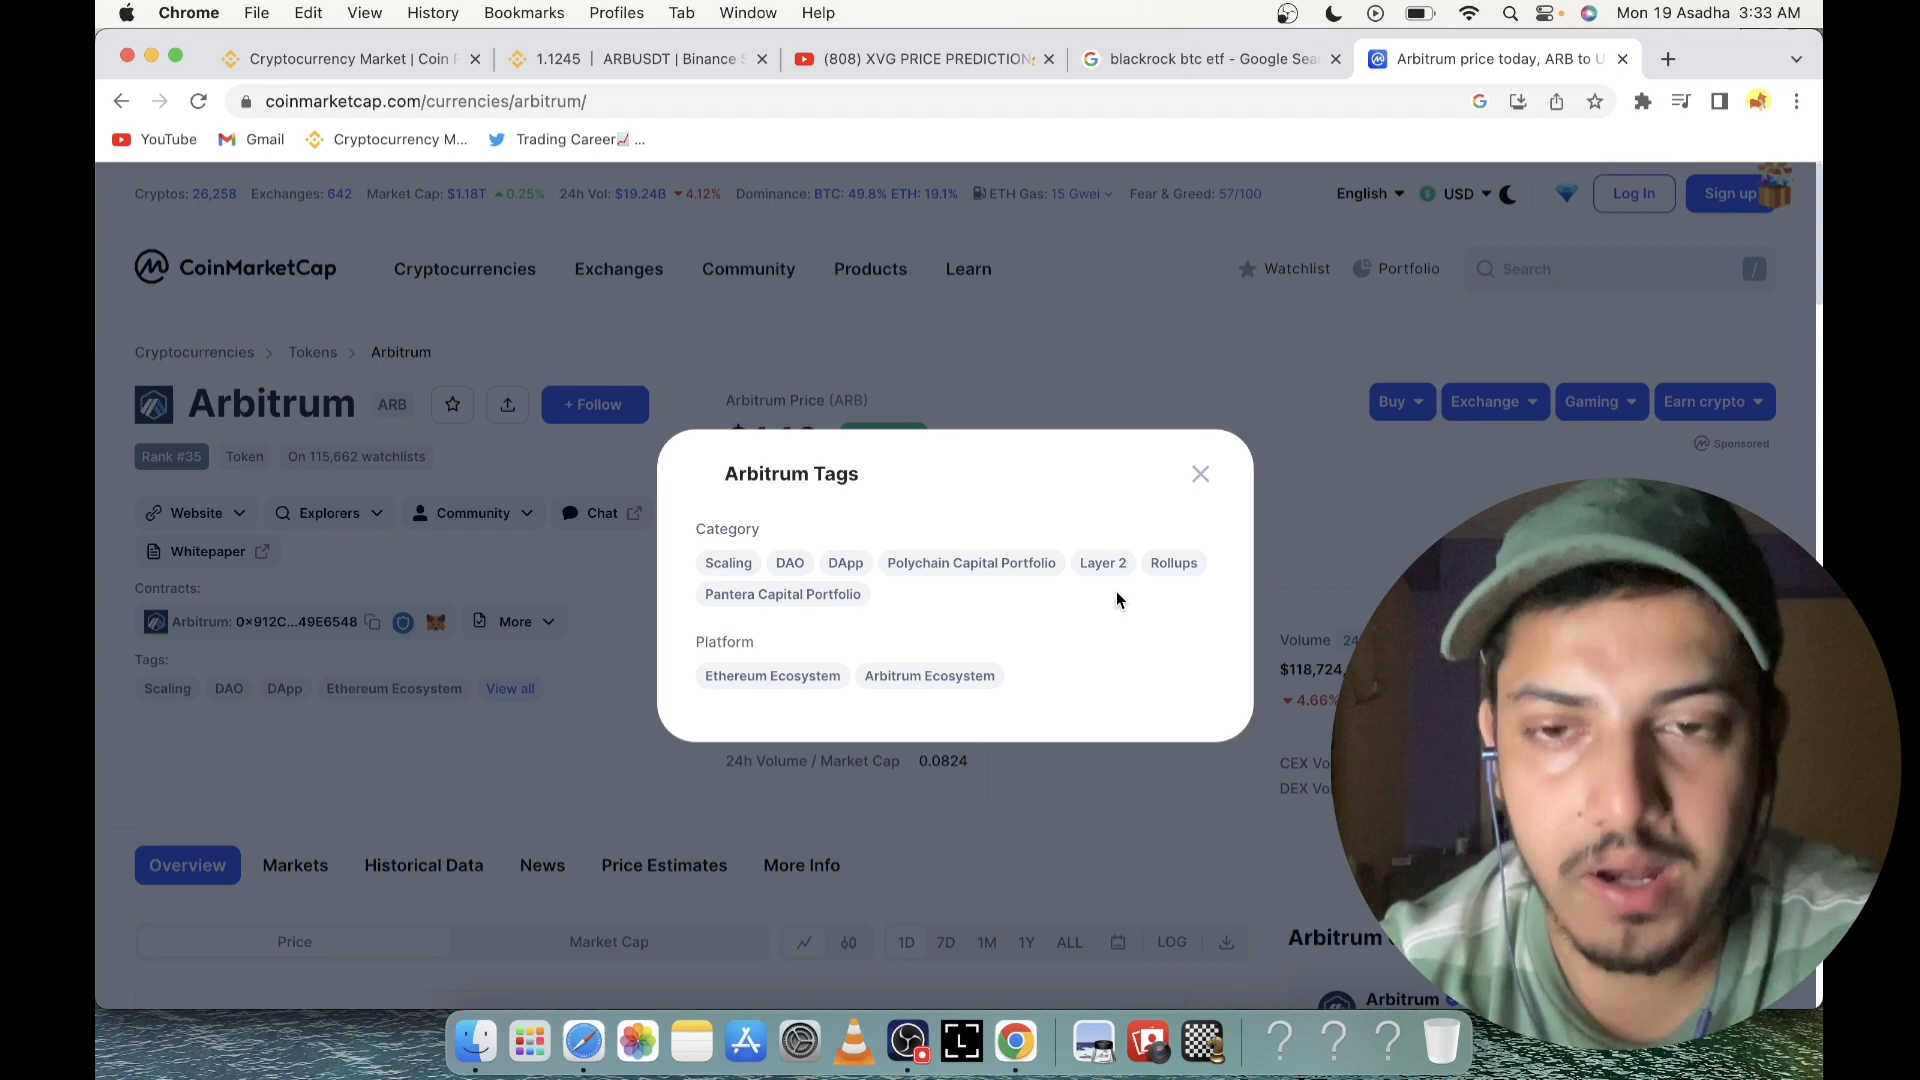 Chrome File Edit View History Bookmarks Profiles Tab Window Help Mon 19 Asadha 3:33 AM
Cryptocurrency Market | Coin P 1.1245 | ARBUSDT | Binance S (808) XVG PRICE PREDICTION blackrock btc etf - Google Sea Arbitrum price today, ARB to U
coinmarketcap.com/currencies/arbitrum/
YouTube Gmail Cryptocurrency M... Trading Career ...
Cryptos: 26,258 Exchanges: 642 Market Cap: $1.18T 0.25% 24h Vol: $19.24B 4.12% Dominance: BTC: 49.8% ETH: 19.1% ETH Gas: 15 Gwei Fear & Greed: 57/100 English USD Log In Sign up
CoinMarketCap Cryptocurrencies Exchanges Community Products Learn Watchlist Portfolio Search /
Cryptocurrencies > Tokens > Arbitrum
Arbitrum ARB + Follow
Arbitrum Price (ARB)
Buy Exchange Gaming Earn crypto
Sponsored
Rank #35 Token On 115,662 watchlists
Website Explorers Community Chat
Whitepaper
Contracts:
Arbitrum: 0x912C...49E6548 More
Tags:
Scaling DAO DApp Ethereum Ecosystem View all
Arbitrum Tags
Category
Scaling DAO DApp Polychain Capital Portfolio Layer 2 Rollups
Pantera Capital Portfolio
Platform
Ethereum Ecosystem Arbitrum Ecosystem
Volume 24
$118,724,
4.66%
24h Volume / Market Cap 0.0824
CEX Vo
DEX Vo
Overview Markets Historical Data News Price Estimates More Info
Price Market Cap 1D 7D 1M 1Y ALL LOG
Arbitrum
Arbitrum